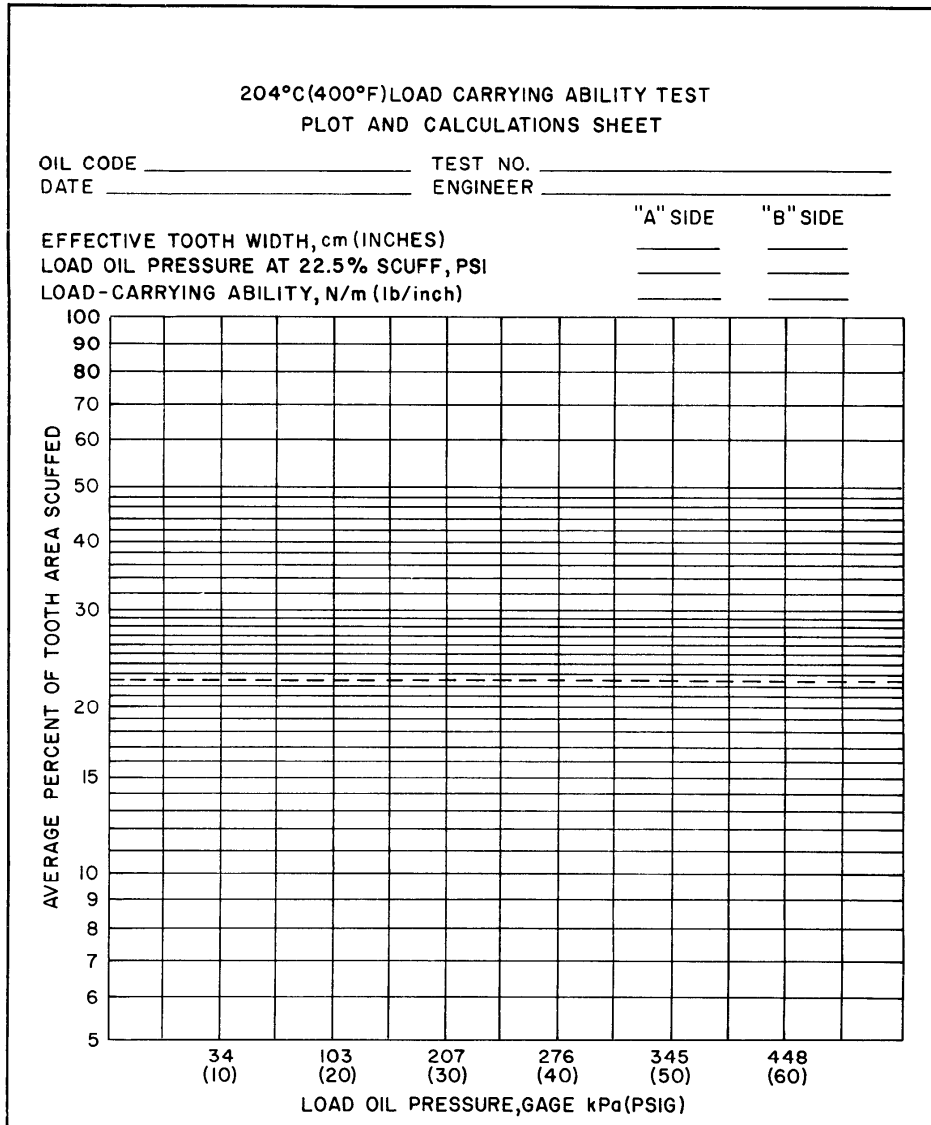 204°C(400°F)LOAD CARRYING ABILITY TEST
PLOT AND CALCULATIONS SHEET
OIL CODE TEST NO.
DATE ENGINEER
"A" SIDE "B" SIDE
EFFECTIVE TOOTH WIDTH, cm (INCHES)
LOAD OIL PRESSURE AT 22.5% SCUFF, PSI
LOAD-CARRYING ABILITY, N/m (lb/inch)
AVERAGE PERCENT OF TOOTH AREA SCUFFED
100
90
80
70
60
50
40
30
20
15
10
9
8
7
6
5
34 103 207 276 345 448
(10) (20) (30) (40) (50) (60)
LOAD OIL PRESSURE, GAGE kPa (PSIG)